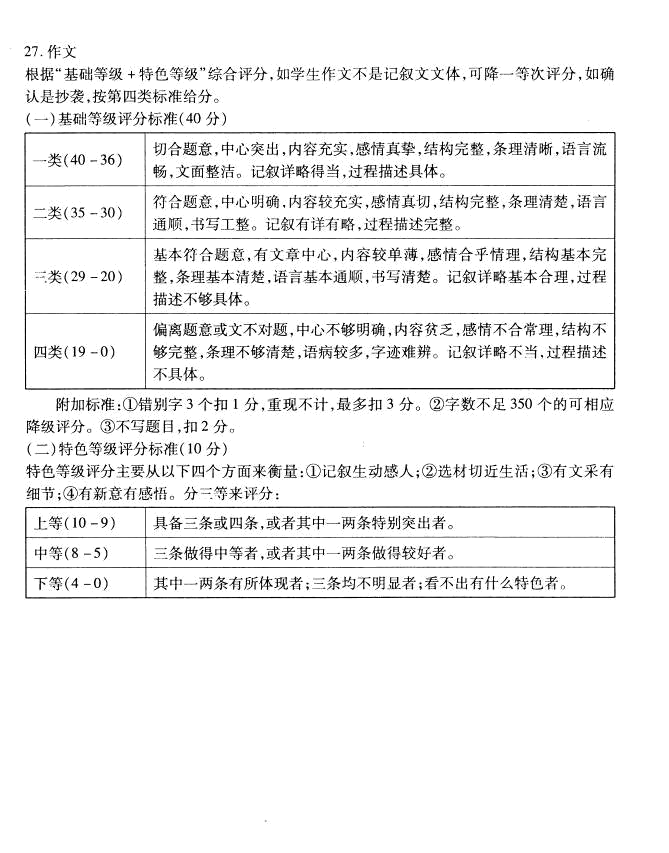 27. 作文
根据“基础等级 + 特色等级”综合评分,如学生作文不是记叙文文体,可降一等次评分,如确
认是抄袭,按第四类标准给分。
(一)基础等级评分标准(40 分)
一类(40 - 36)
切合题意,中心突出,内容充实,感情真挚,结构完整,条理清晰,语言流
畅,文面整洁。记叙详略得当,过程描述具体。
二类(35 - 30)
符合题意,中心明确,内容较充实,感情真切,结构完整,条理清楚,语言
通顺,书写工整。记叙有详有略,过程描述完整。
三类(29 - 20)
基本符合题意,有文章中心,内容较单薄,感情合乎情理,结构基本完
整,条理基本清楚,语言基本通顺,书写清楚。记叙详略基本合理,过程
描述不够具体。
四类(19 - 0)
偏离题意或文不对题,中心不够明确,内容贫乏,感情不合常理,结构不
够完整,条理不够清楚,语病较多,字迹难辨。记叙详略不当,过程描述
不具体。
附加标准:①错别字 3 个扣 1 分,重现不计,最多扣 3 分。②字数不足 350 个的可相应
降级评分。③不写题目,扣 2 分。
(二)特色等级评分标准(10 分)
特色等级评分主要从以下四个方面来衡量:①记叙生动感人;②选材切近生活;③有文采有
细节;④有新意有感悟。分三等来评分:
上等(10 - 9)
具备三条或四条,或者其中一两条特别突出者。
中等(8 - 5)
三条做得中等者,或者其中一两条做得较好者。
下等(4 - 0)
其中一两条有所体现者;三条均不明显者;看不出有什么特色者。